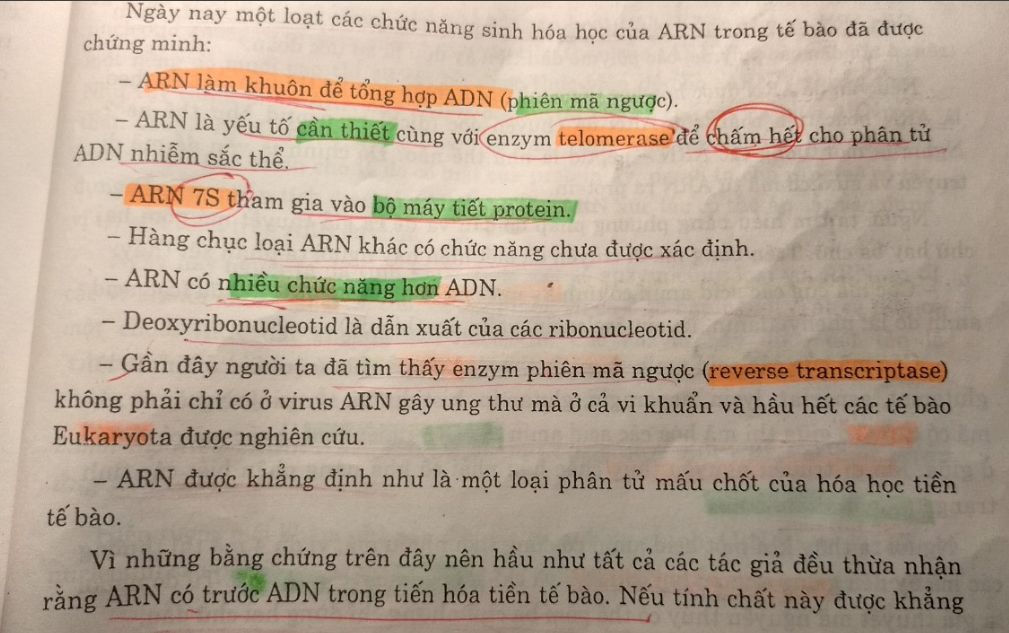 Ngày nay một loạt các chức năng sinh hóa học của ARN trong tế bào đã được
chứng minh:
– ARN làm khuôn để tổng hợp ADN (phiên mã ngược).
– ARN là yếu tố cần thiết cùng với enzym telomerase để chấm hết cho phân tử
ADN nhiễm sắc thể.
– ARN 7S tham gia vào bộ máy tiết protein.
– Hàng chục loại ARN khác có chức năng chưa được xác định.
– ARN có nhiều chức năng hơn ADN.
– Deoxyribonucleotid là dẫn xuất của các ribonucleotid.
– Gần đây người ta đã tìm thấy enzym phiên mã ngược (reverse transcriptase)
không phải chỉ có ở virus ARN gây ung thư mà ở cả vi khuẩn và hầu hết các tế bào
Eukaryota được nghiên cứu.
– ARN được khẳng định như là một loại phân tử mấu chốt của hóa học tiền
tế bào.
Vì những bằng chứng trên đây nên hầu như tất cả các tác giả đều thừa nhận
rằng ARN có trước ADN trong tiến hóa tiền tế bào. Nếu tính chất này được khẳng